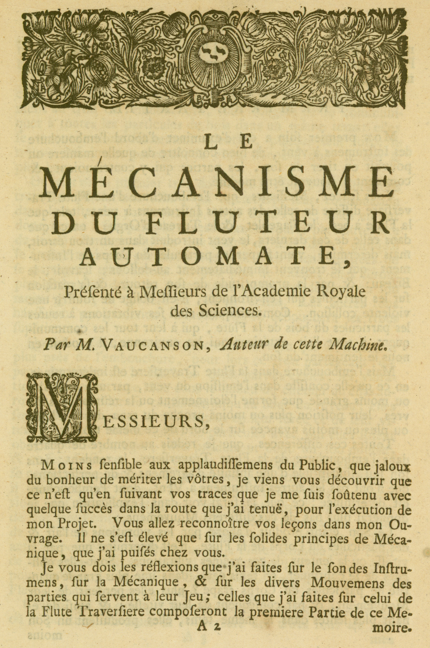 LE
MÉCANISME
DU FLUTEUR
AUTOMATE,
Préſenté à Meſſieurs de l'Academie Royale
des Sciences.
Par M. VAUCANSON, Auteur de cette Machine.
MESSIEURS,
MOINS ſenſible aux applaudiſſemens du Public, que jaloux
du bonheur de mériter les vôtres, je viens vous découvrir que
ce n'eſt qu'en ſuivant vos traces que je me ſuis ſoûtenu avec
quelque ſuccès dans la route que j'ai tenuë, pour l'exécution de
mon Projet. Vous allez reconnoître vos leçons dans mon Ou-
vrage. Il ne s'eſt élevé que ſur les ſolides principes de Méca-
nique, que j'ai puiſés chez vous.
Je vous dois les réflexions que j'ai faites ſur le ſon des Inſtru-
mens, ſur la Mécanique, & ſur les divers Mouvemens des
parties qui ſervent à leur Jeu; celles que j'ai faites ſur celui de
la Flute Traverſiere compoſeront la premiere Partie de ce Me-
A 2 moire.